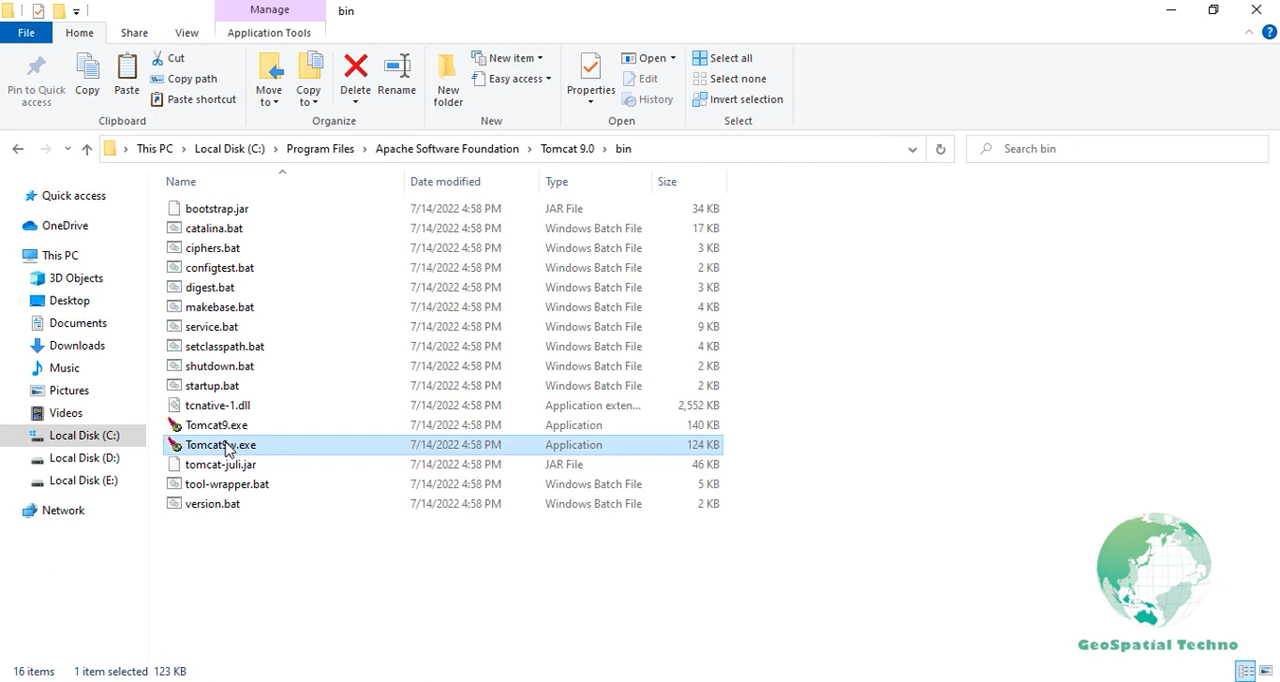 Manage
bin
File
Home
Share
View
Application Tools
Pin to Quick access
Copy
Paste
Cut
Copy path
Paste shortcut
Clipboard
Move to
Copy to
Delete
Rename
Organize
New folder
New item
Easy access
New
Properties
Open
Edit
History
Open
Select all
Select none
Invert selection
Select
This PC > Local Disk (C:) > Program Files > Apache Software Foundation > Tomcat 9.0 > bin
Search bin
Name Date modified Type Size
bootstrap.jar 7/14/2022 4:58 PM JAR File 34 KB
catalina.bat 7/14/2022 4:58 PM Windows Batch File 17 KB
ciphers.bat 7/14/2022 4:58 PM Windows Batch File 3 KB
configtest.bat 7/14/2022 4:58 PM Windows Batch File 2 KB
digest.bat 7/14/2022 4:58 PM Windows Batch File 3 KB
makebase.bat 7/14/2022 4:58 PM Windows Batch File 4 KB
service.bat 7/14/2022 4:58 PM Windows Batch File 9 KB
setclasspath.bat 7/14/2022 4:58 PM Windows Batch File 4 KB
shutdown.bat 7/14/2022 4:58 PM Windows Batch File 2 KB
startup.bat 7/14/2022 4:58 PM Windows Batch File 2 KB
tcnative-1.dll 7/14/2022 4:58 PM Application exten... 2,552 KB
Tomcat9.exe 7/14/2022 4:58 PM Application 140 KB
Tomcat9w.exe 7/14/2022 4:58 PM Application 124 KB
tomcat-juli.jar 7/14/2022 4:58 PM JAR File 46 KB
tool-wrapper.bat 7/14/2022 4:58 PM Windows Batch File 5 KB
version.bat 7/14/2022 4:58 PM Windows Batch File 2 KB
Quick access
OneDrive
This PC
3D Objects
Desktop
Documents
Downloads
Music
Pictures
Videos
Local Disk (C:)
Local Disk (D:)
Local Disk (E:)
Network
GeoSpatial Techno
16 items 1 item selected 123 KB